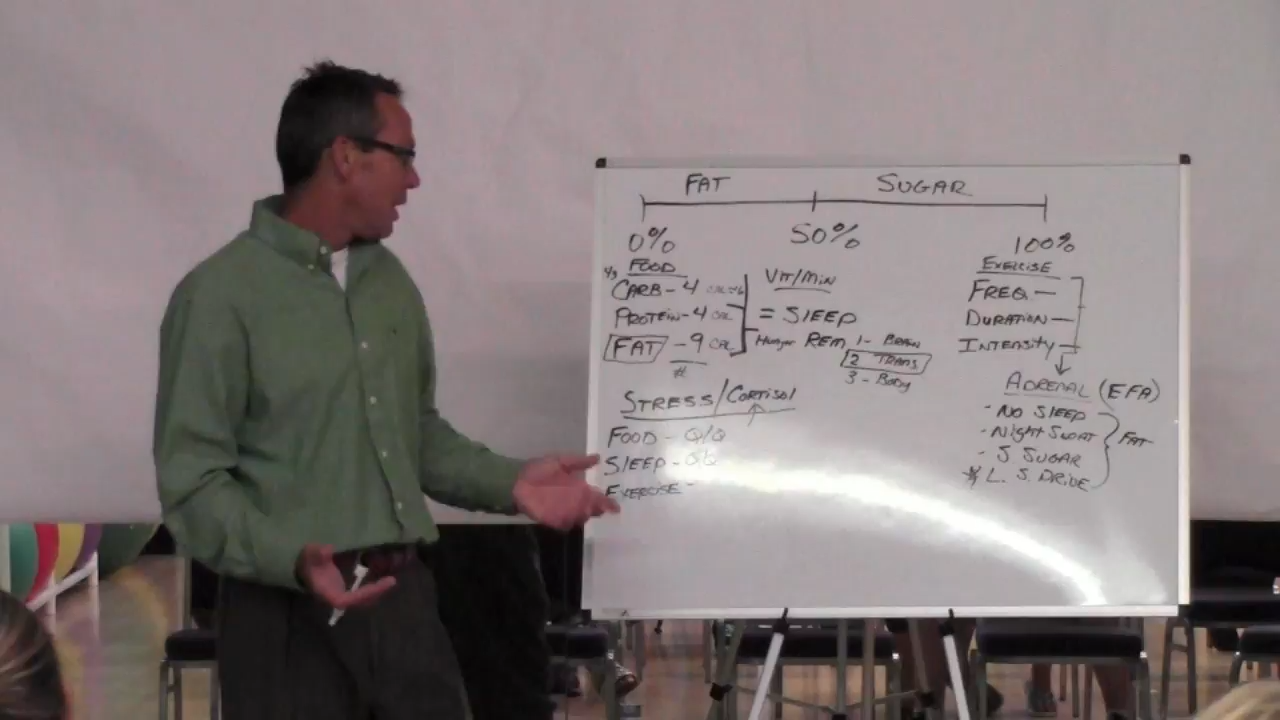 FAT SUGAR
0% 50% 100%
FOOD
CARB - 4
PROTEIN - 4 CAL
FAT - 9 CAL
#
VIT/MIN
= SLEEP
Hunger REM 1 - BRAIN
2 TRANS
3 - BODY
STRESS/CORTISOL
FOOD - Q/Q
SLEEP - Q/Q
EXERCISE -
EXERCISE
FREQ. -
DURATION -
INTENSITY -
ADRENAL (EFA)
- NO SLEEP
- NIGHT SWEAT
- S SUGAR
* L. S. DRIVE
FAT